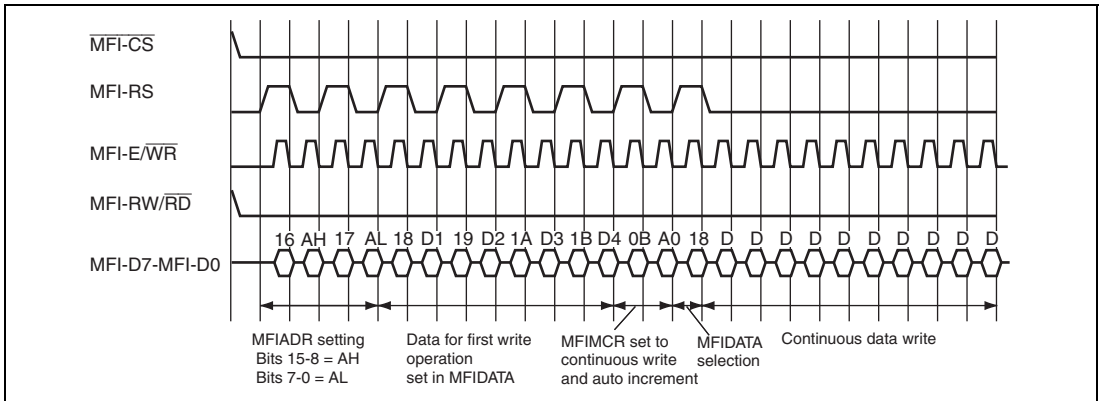 MFI-CS
MFI-RS
MFI-E/WR
MFI-RW/RD
16 AH 17 AL 18 D1 19 D2 1A D3 1B D4 0B A0 18 D D D D D D D D D D
MFI-D7-MFI-D0
MFIADR setting
Bits 15-8 = AH
Bits 7-0 = AL
Data for first write
operation
set in MFIDATA
MFIMCR set to
continuous write
and auto increment
MFIDATA
selection
Continuous data write